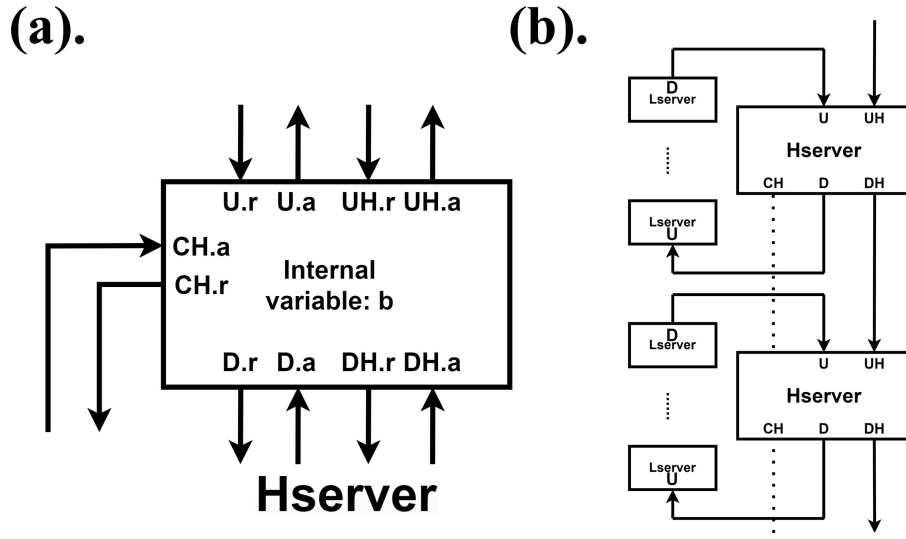 (a).
U.r U.a UH.r UH.a
CH.a
CH.r
Internal
variable: b
D.r D.a DH.r DH.a
Hserver
(b).
D
Lserver
U UH
Hserver
CH D DH
Lserver
U
D
Lserver
U UH
Hserver
CH D DH
Lserver
U